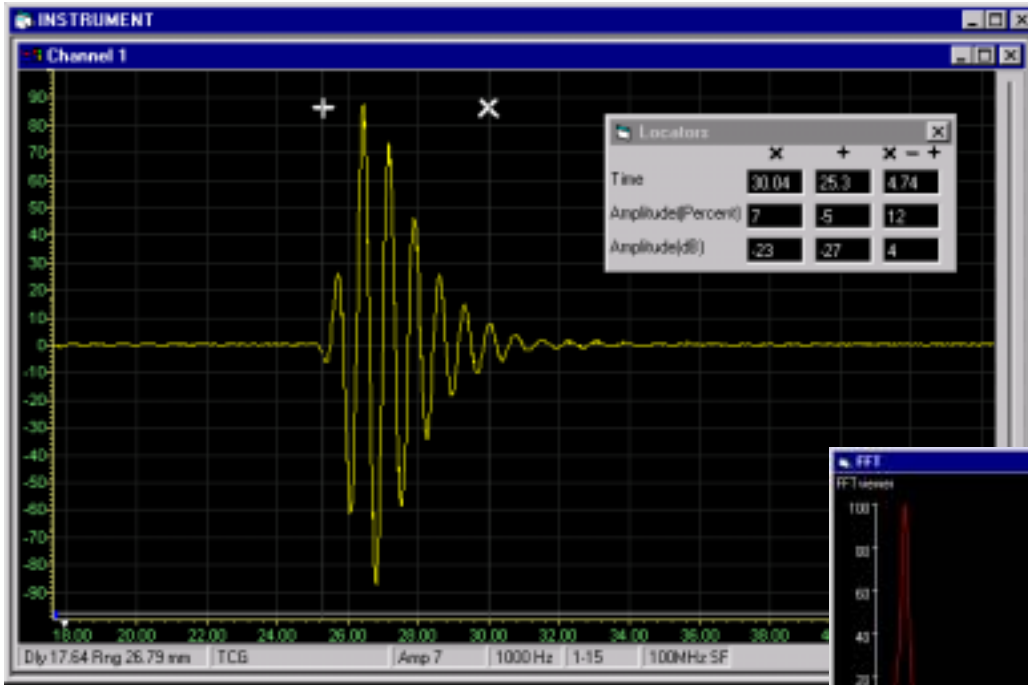 INSTRUMENT
Channel 1
90
80
70
60
50
40
30
20
10
0
-10
-20
-30
-40
-50
-60
-70
-80
-90
Locators
× + × - +
Time 30.04 25.3 4.74
Amplitude(Percent) 7 -5 12
Amplitude(dB) -23 -27 4
18.00 20.00 22.00 24.00 26.00 28.00 30.00 32.00 34.00 36.00 38.00
Dly 17.64 Rng 26.79 mm TCG Amp 7 1000 Hz 1-15 100MHz SF
FFT
FFT viewer
100
80
60
40
20